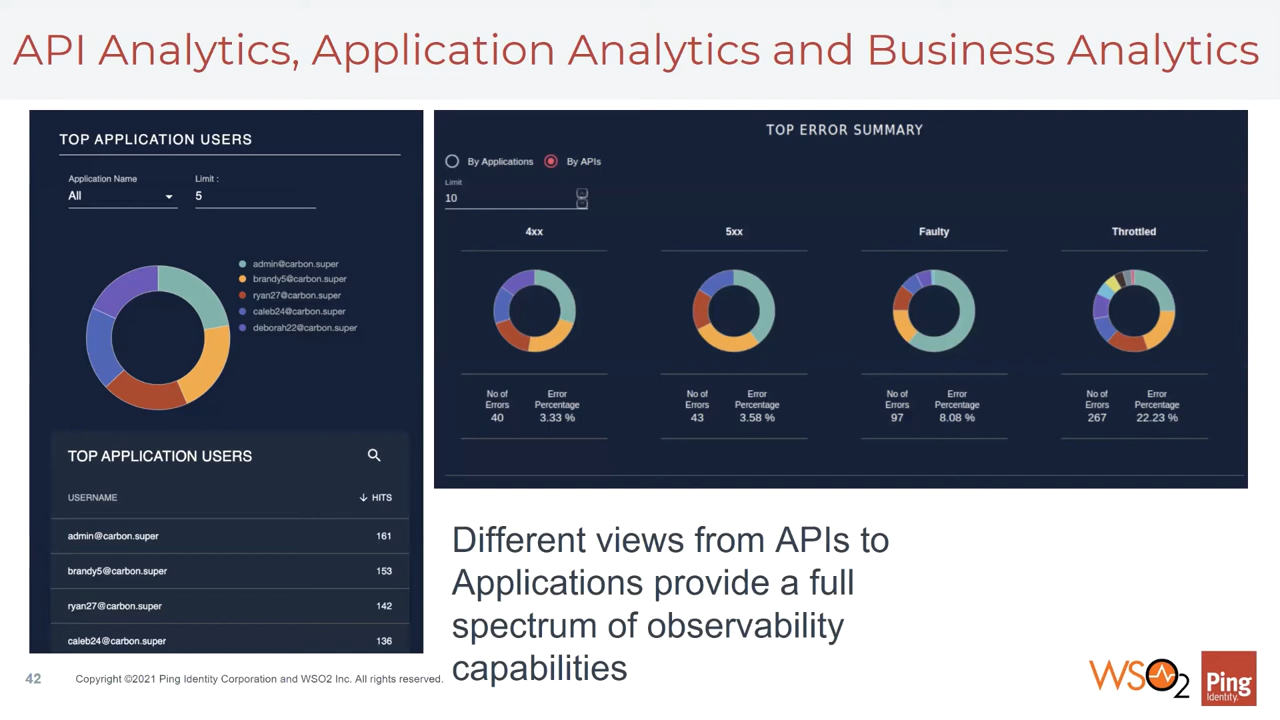 API Analytics, Application Analytics and Business Analytics
TOP APPLICATION USERS
Application Name
Limit :
All
5
admin@carbon.super
brandy5@carbon.super
ryan27@carbon.super
caleb24@carbon.super
deborah22@carbon.super
TOP APPLICATION USERS
USERNAME
HITS
admin@carbon.super 161
brandy5@carbon.super 153
ryan27@carbon.super 142
caleb24@carbon.super 136
TOP ERROR SUMMARY
By Applications By APIs
Limit
10
4xx 5xx Faulty Throttled
No of Error No of Error No of Error No of Error
Errors Percentage Errors Percentage Errors Percentage Errors Percentage
40 3.33 % 43 3.58 % 97 8.08 % 267 22.23 %
Different views from APIs to
Applications provide a full
spectrum of observability
capabilities
42 Copyright ©2021 Ping Identity Corporation and WSO2 Inc. All rights reserved.
WSO2
Ping
Identity.